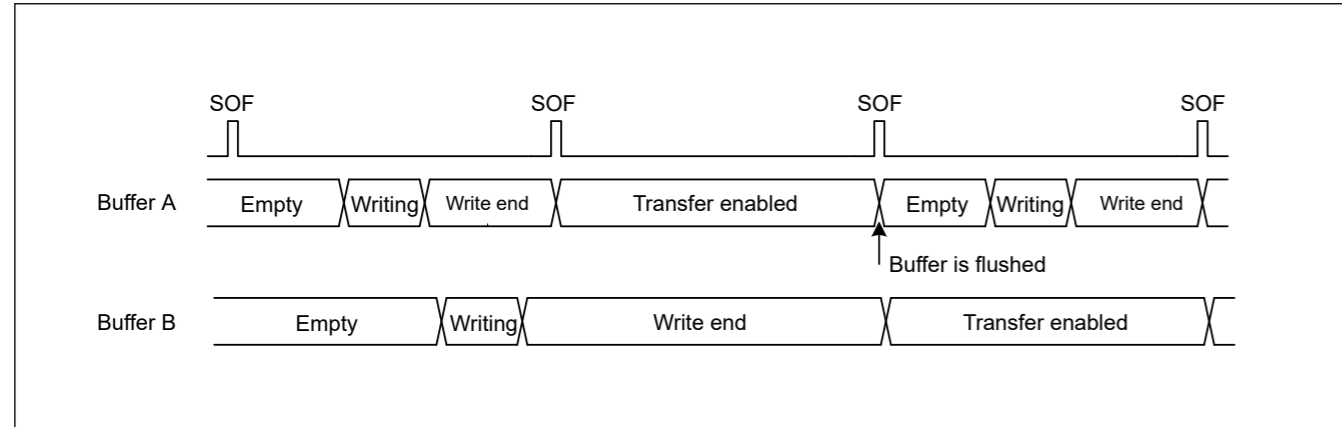 SOF SOF SOF SOF
Buffer A Empty Writing Write end Transfer enabled Empty Writing Write end
Buffer is flushed
Buffer B Empty Writing Write end Transfer enabled